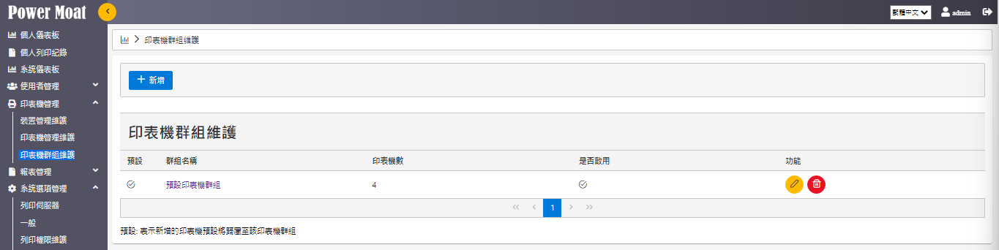 Power Moat
繁體中文
admin
個人儀表板
個人列印紀錄
系統儀表板
使用者管理
印表機管理
裝置管理維護
印表機管理維護
印表機群組維護
報表管理
系統選項管理
列印伺服器
一般
列印權限維護
印表機群組維護
新增
印表機群組維護
預設 群組名稱 印表機數 是否啟用 功能
預設印表機群組 4
1
預設: 表示新增的印表機預設將歸屬至該印表機群組